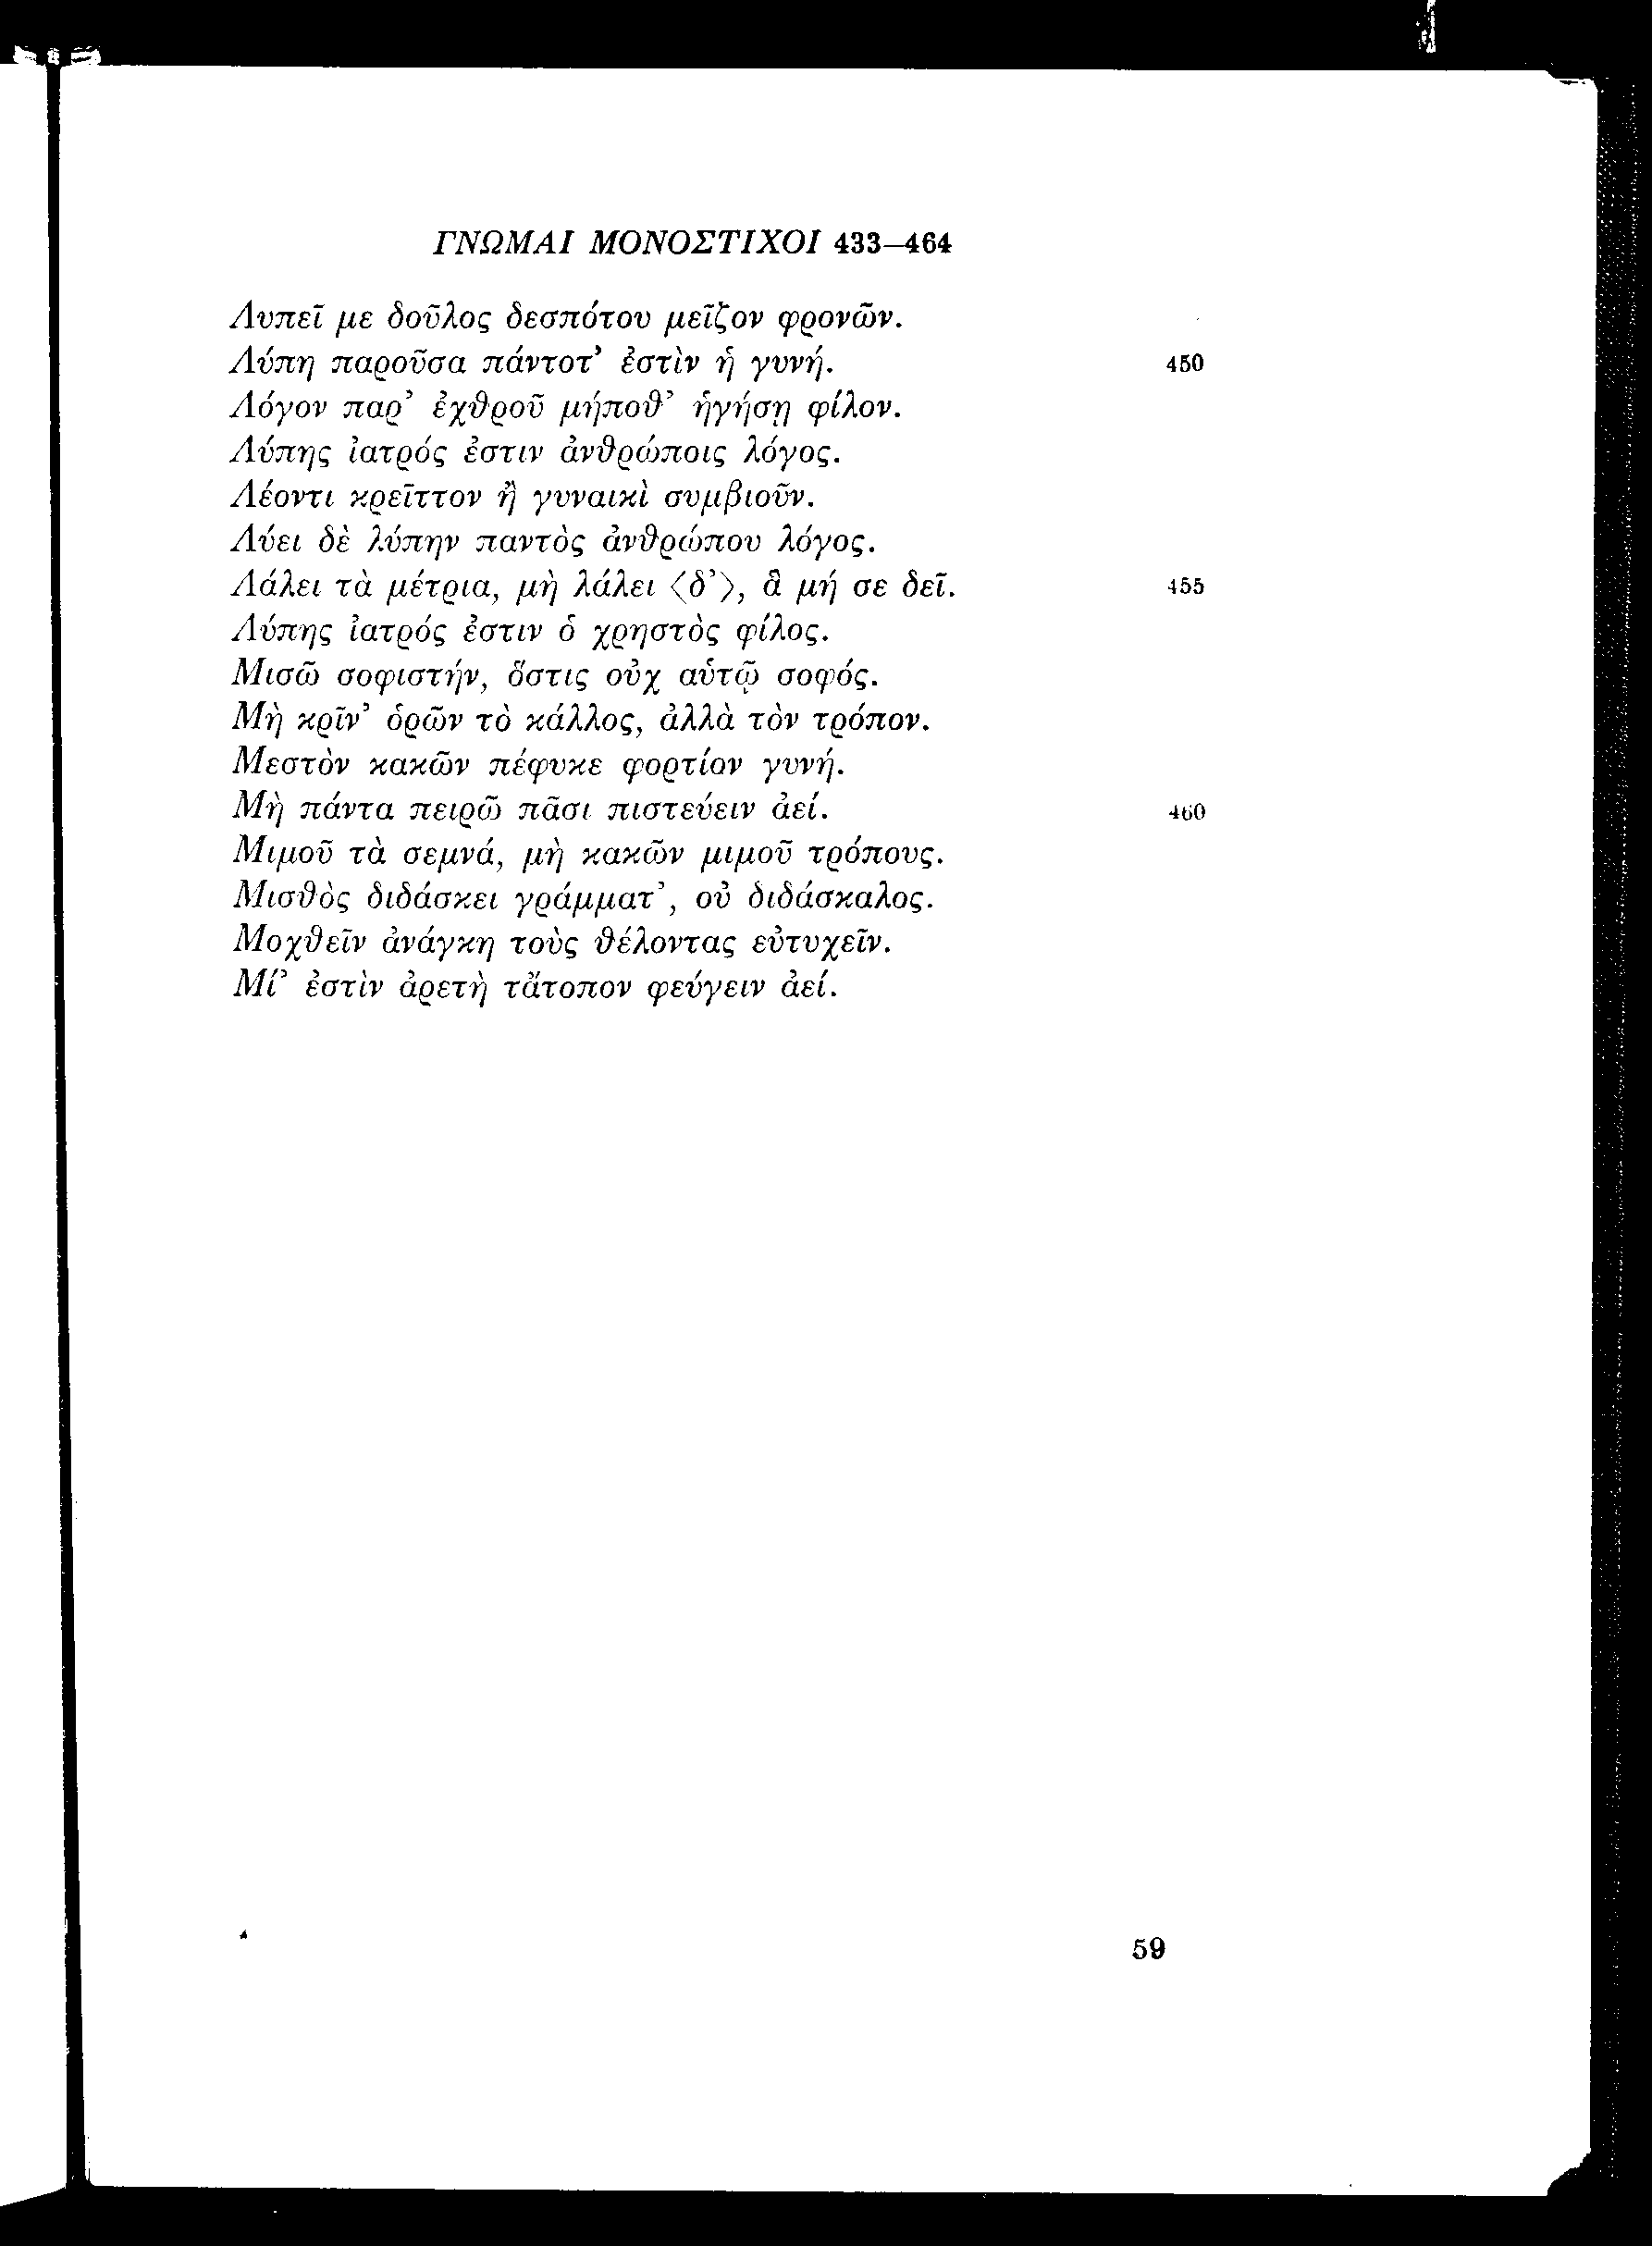 ΓΝΩΜΑΙ ΜΟΝΟΣΤΙΧΟΙ 433–464
Λυπεῖ με δοῦλος δεσπότου μεῖζον φρονῶν.
Λύπη παροῦσα πάντοτ’ ἐστὶν ἡ γυνή. 450
Λόγον παρ’ ἐχθροῦ μήποθ’ ἡγήσῃ φίλον.
Λύπης ἰατρός ἐστιν ἀνθρώποις λόγος.
Λέοντι κρεῖττον ἢ γυναικὶ συμβιοῦν.
Λύει δὲ λύπην παντὸς ἀνθρώπου λόγος.
Λάλει τὰ μέτρια, μὴ λάλει ⟨δ’⟩, ἃ μή σε δεῖ. 455
Λύπης ἰατρός ἐστιν ὁ χρηστὸς φίλος.
Μισῶ σοφιστήν, ὅστις οὐχ αὑτῷ σοφός.
Μὴ κρῖν’ ὁρῶν τὸ κάλλος, ἀλλὰ τὸν τρόπον.
Μεστὸν κακῶν πέφυκε φορτίον γυνή.
Μὴ πάντα πειρῶ πᾶσι πιστεύειν ἀεί. 460
Μιμοῦ τὰ σεμνά, μὴ κακῶν μιμοῦ τρόπους.
Μισθὸς διδάσκει γράμματ’, οὐ διδάσκαλος.
Μοχθεῖν ἀνάγκη τοὺς θέλοντας εὐτυχεῖν.
Μί’ ἐστὶν ἀρετὴ τἄτοπον φεύγειν ἀεί.
59